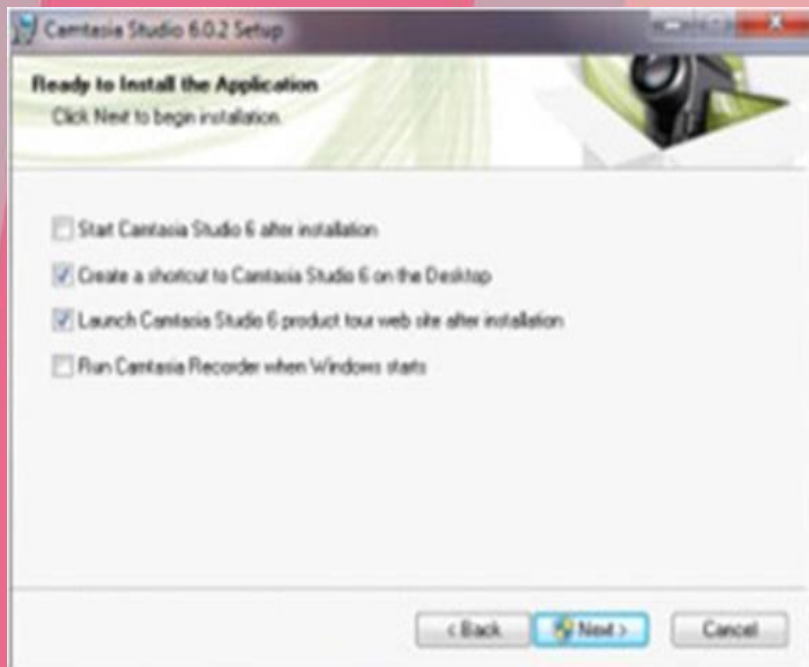 Camtasia Studio 6.0.2 Setup
Ready to Install the Application
Click Next to begin installation.
Start Camtasia Studio 6 after installation
Create a shortcut to Camtasia Studio 6 on the Desktop
Launch Camtasia Studio 6 product tour web site after installation
Run Camtasia Recorder when Windows starts
< Back Next > Cancel